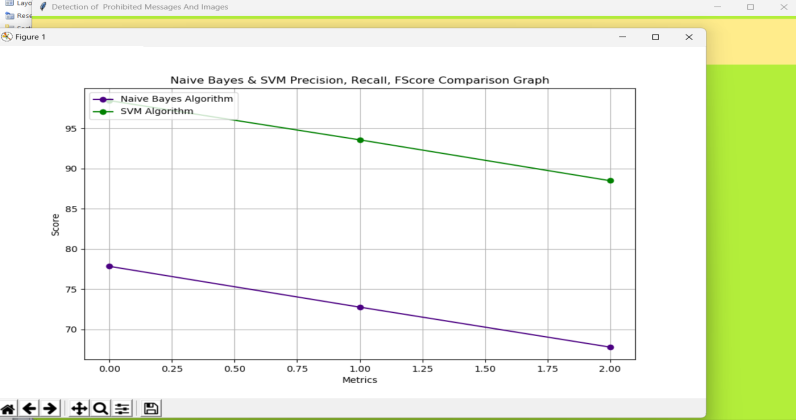 Layo
Detection of Prohibited Messages And Images
Rese
Figure 1
Naive Bayes & SVM Precision, Recall, FScore Comparison Graph
Naive Bayes Algorithm
SVM Algorithm
95
90
85
80
75
70
Score
0.00 0.25 0.50 0.75 1.00 1.25 1.50 1.75 2.00
Metrics